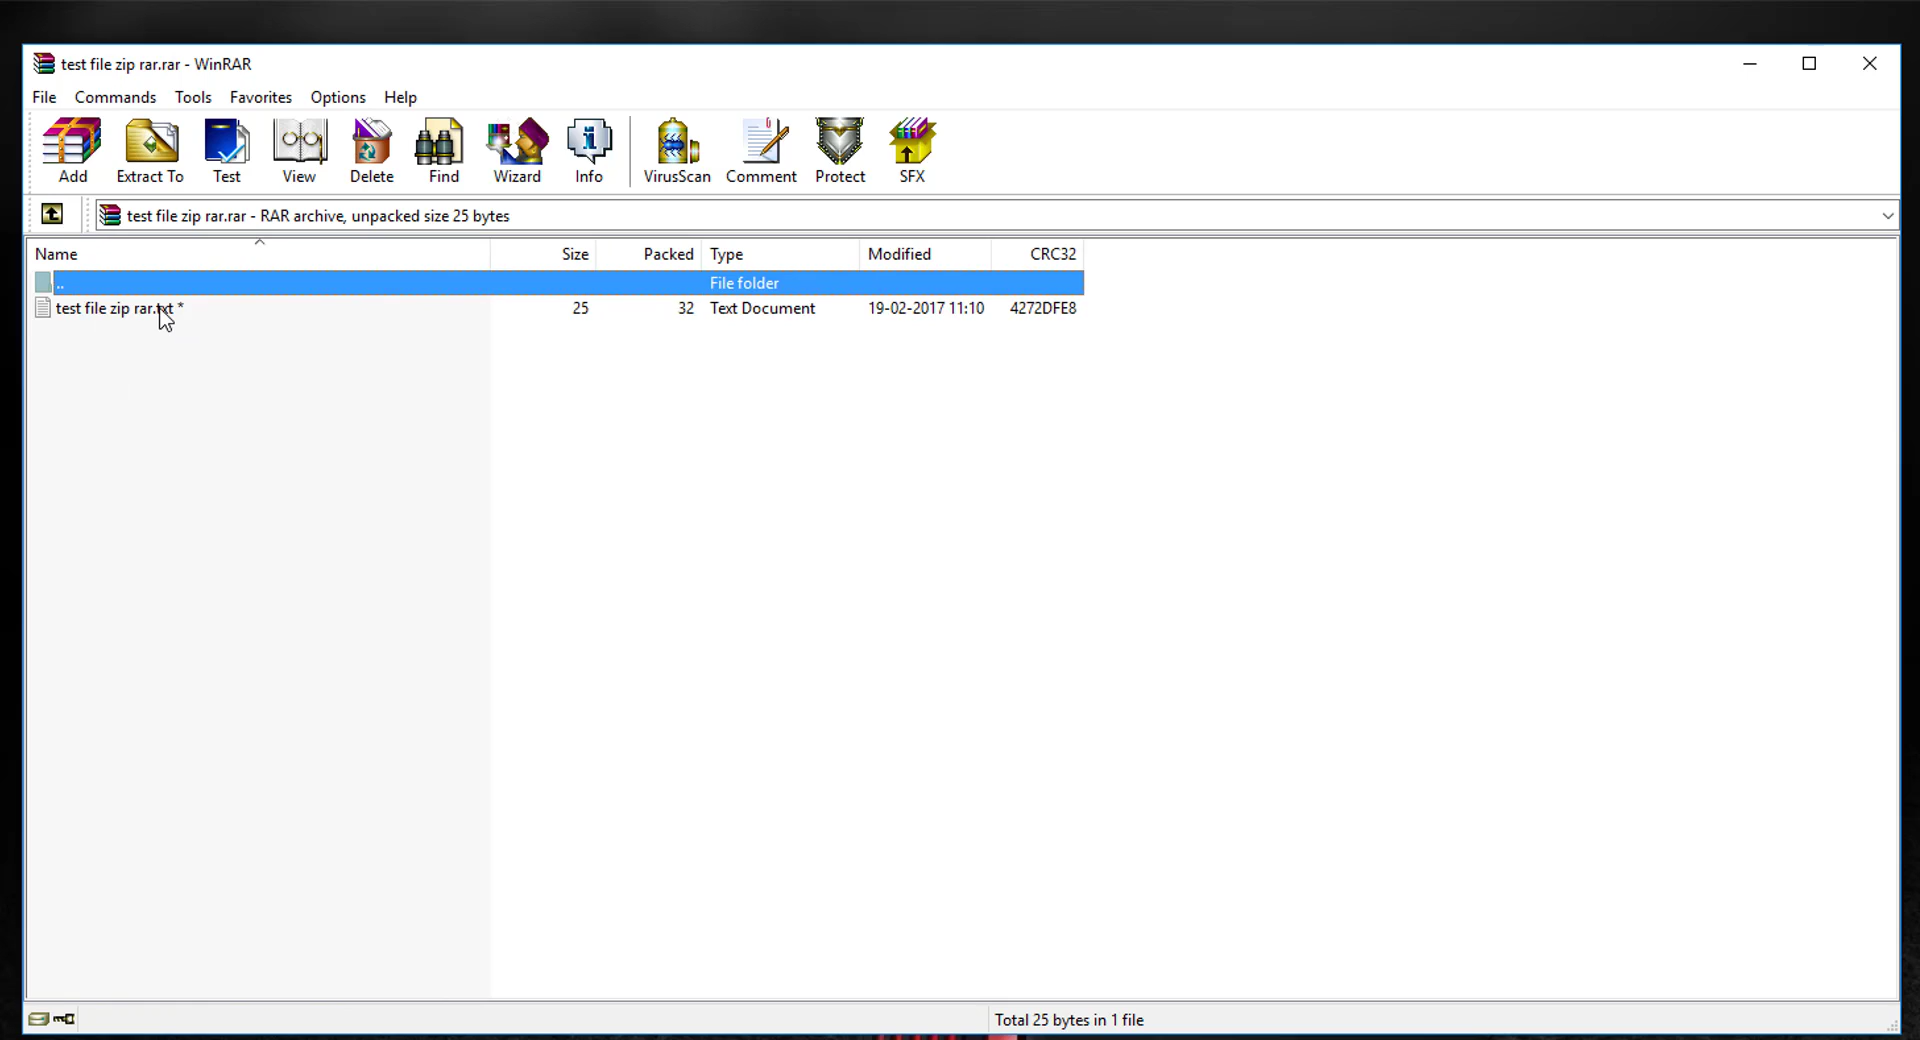 test file zip rar.rar - WinRAR
File Commands Tools Favorites Options Help
Add Extract To Test View Delete Find Wizard Info VirusScan Comment Protect SFX
test file zip rar.rar - RAR archive, unpacked size 25 bytes
Name Size Packed Type Modified CRC32
.. File folder
test file zip rar.txt * 25 32 Text Document 19-02-2017 11:10 4272DFE8
Total 25 bytes in 1 file